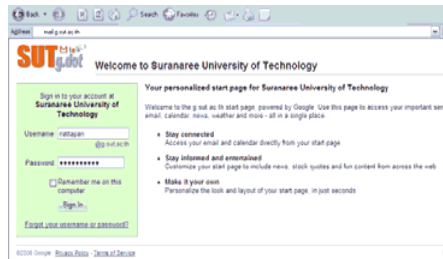 Back
Search Favorites
Address mail.g.sut.ac.th
SUT g.dot
Welcome to Suranaree University of Technology
Sign in to your account at
Suranaree University of
Technology
Username: nattapan
@g.sut.ac.th
Password:
Remember me on this
computer
Sign in
Forgot your username or password?
Your personalized start page for Suranaree University of Technology
Welcome to the g.sut.ac.th start page, powered by Google. Use this page to access your important
email, calendar, news, weather and more - all in a single place.
Stay connected
Access your email and calendar directly from your start page
Stay informed and entertained
Customize your start page to include news, stock quotes and fun content from across the web
Make it your own
Personalize the look and layout of your start page, in just seconds
©2008 Google Privacy Policy - Terms of Service